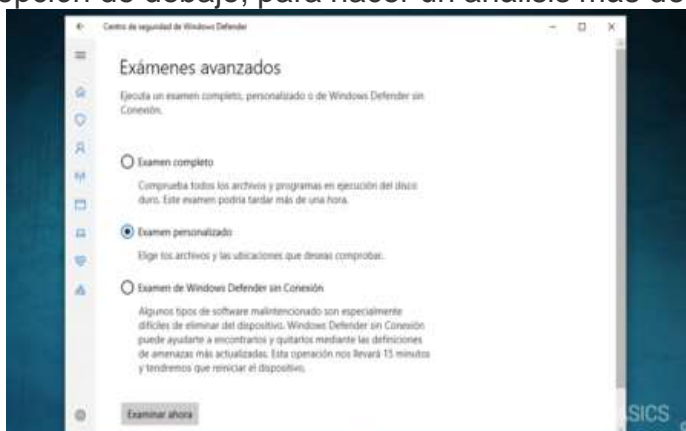 opción de debajo, para hacer un análisis más de
Centro de seguridad de Windows Defender
Exámenes avanzados
Ejecuta un examen completo, personalizado o de Windows Defender sin
Conexión.
Examen completo
Comprueba todos los archivos y programas en ejecución del disco
duro. Este examen podría tardar más de una hora.
Examen personalizado
Elige los archivos y las ubicaciones que deseas comprobar.
Examen de Windows Defender sin Conexión
Algunos tipos de software malintencionado son especialmente
difíciles de eliminar del dispositivo. Windows Defender sin Conexión
puede ayudarte a encontrarlos y quitarlos mediante las definiciones
de amenazas más actualizadas. Esta operación nos llevará 15 minutos
y tendremos que reiniciar el dispositivo.
Examinar ahora
SICS